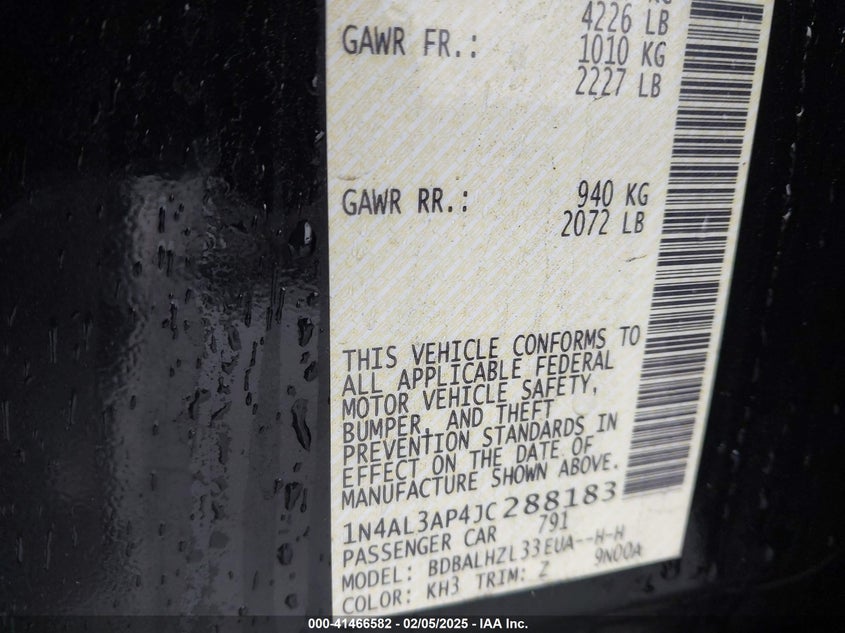 4226 LB
GAWR FR.: 1010 KG
2227 LB
GAWR RR.: 940 KG
2072 LB
THIS VEHICLE CONFORMS TO
ALL APPLICABLE FEDERAL
MOTOR VEHICLE SAFETY,
BUMPER, AND THEFT
PREVENTION STANDARDS IN
EFFECT ON THE DATE OF
MANUFACTURE SHOWN ABOVE.
1N4AL3AP4JC288183
PASSENGER CAR 791
MODEL: BDBALHZL33EUA--H-H
COLOR: KH3 TRIM: Z 9N00A
000-41466582 - 02/05/2025 - IAA Inc.